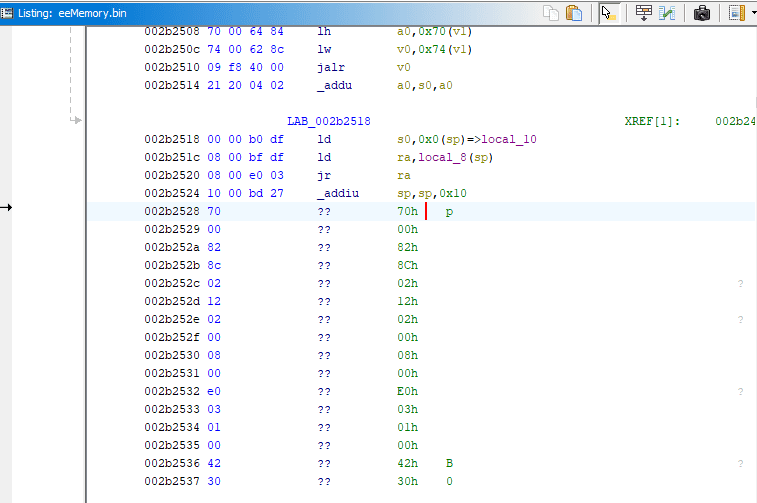 Listing: eeMemory.bin
002b2508 70 00 64 84 lh a0,0x70(v1)
002b250c 74 00 62 8c lw v0,0x74(v1)
002b2510 09 f8 40 00 jalr v0
002b2514 21 20 04 02 _addu a0,s0,a0
LAB_002b2518 XREF[1]: 002b24
002b2518 00 00 b0 df ld s0,0x0(sp)=>local_10
002b251c 08 00 bf df ld ra,local_8(sp)
002b2520 08 00 e0 03 jr ra
002b2524 10 00 bd 27 _addiu sp,sp,0x10
002b2528 70 ?? 70h p
002b2529 00 ?? 00h
002b252a 82 ?? 82h
002b252b 8c ?? 8Ch
002b252c 02 ?? 02h ?
002b252d 12 ?? 12h
002b252e 02 ?? 02h ?
002b252f 00 ?? 00h
002b2530 08 ?? 08h
002b2531 00 ?? 00h
002b2532 e0 ?? E0h ?
002b2533 03 ?? 03h
002b2534 01 ?? 01h
002b2535 00 ?? 00h
002b2536 42 ?? 42h B ?
002b2537 30 ?? 30h 0